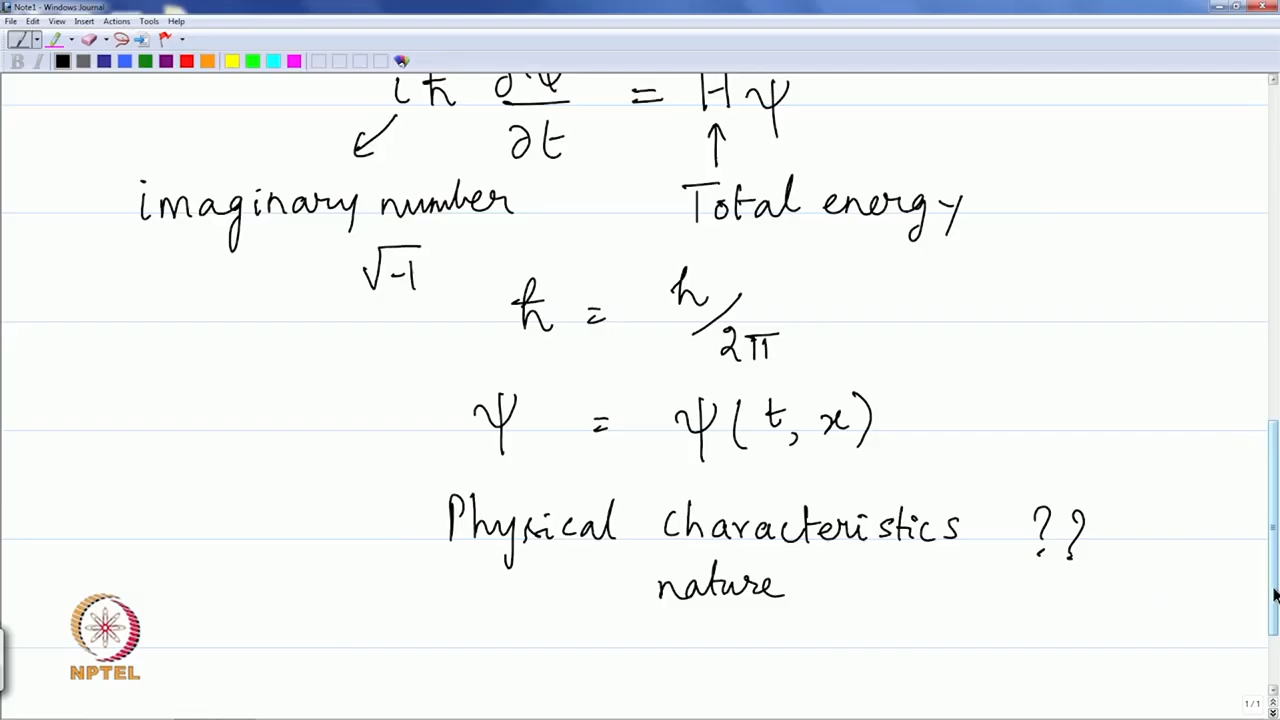 Note1 - Windows Journal
File Edit View Insert Actions Tools Help
B I
iħ ∂Ψ/∂t = HΨ
imaginary number Total energy
√-1
ħ = h/2π
Ψ = Ψ(t, x)
Physical characteristics ??
nature
NPTEL
1/1